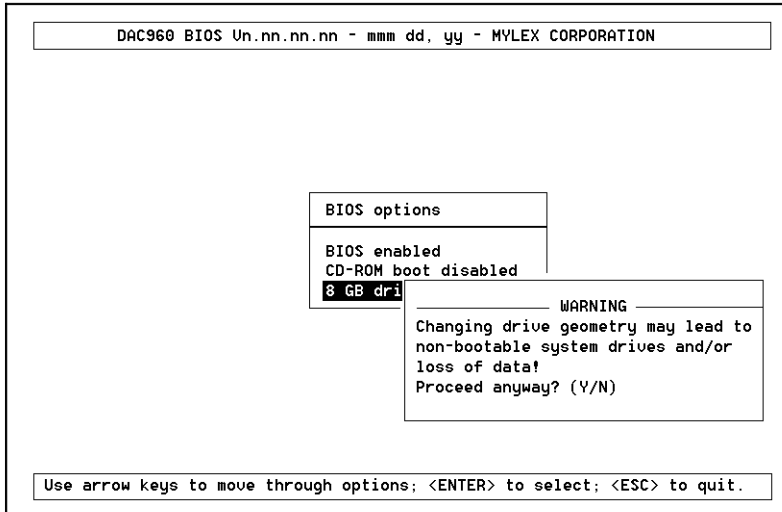 DAC960 BIOS Vn.nn.nn.nn - mmm dd, yy - MYLEX CORPORATION
BIOS options
BIOS enabled
CD-ROM boot disabled
8 GB dri
WARNING
Changing drive geometry may lead to
non-bootable system drives and/or
loss of data!
Proceed anyway? (Y/N)
Use arrow keys to move through options; <ENTER> to select; <ESC> to quit.